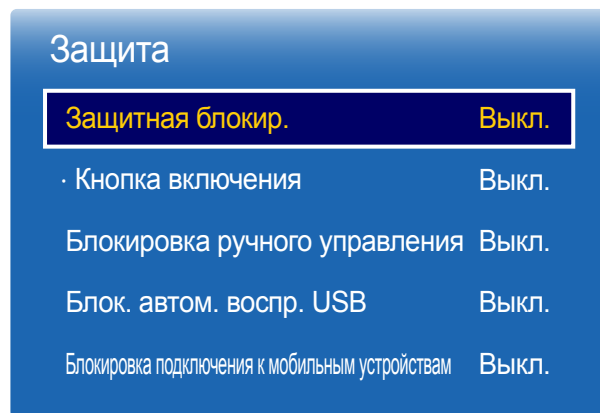 Защита
Защитная блокир. Выкл.
· Кнопка включения Выкл.
Блокировка ручного управления Выкл.
Блок. автом. воспр. USB Выкл.
Блокировка подключения к мобильным устройствам Выкл.